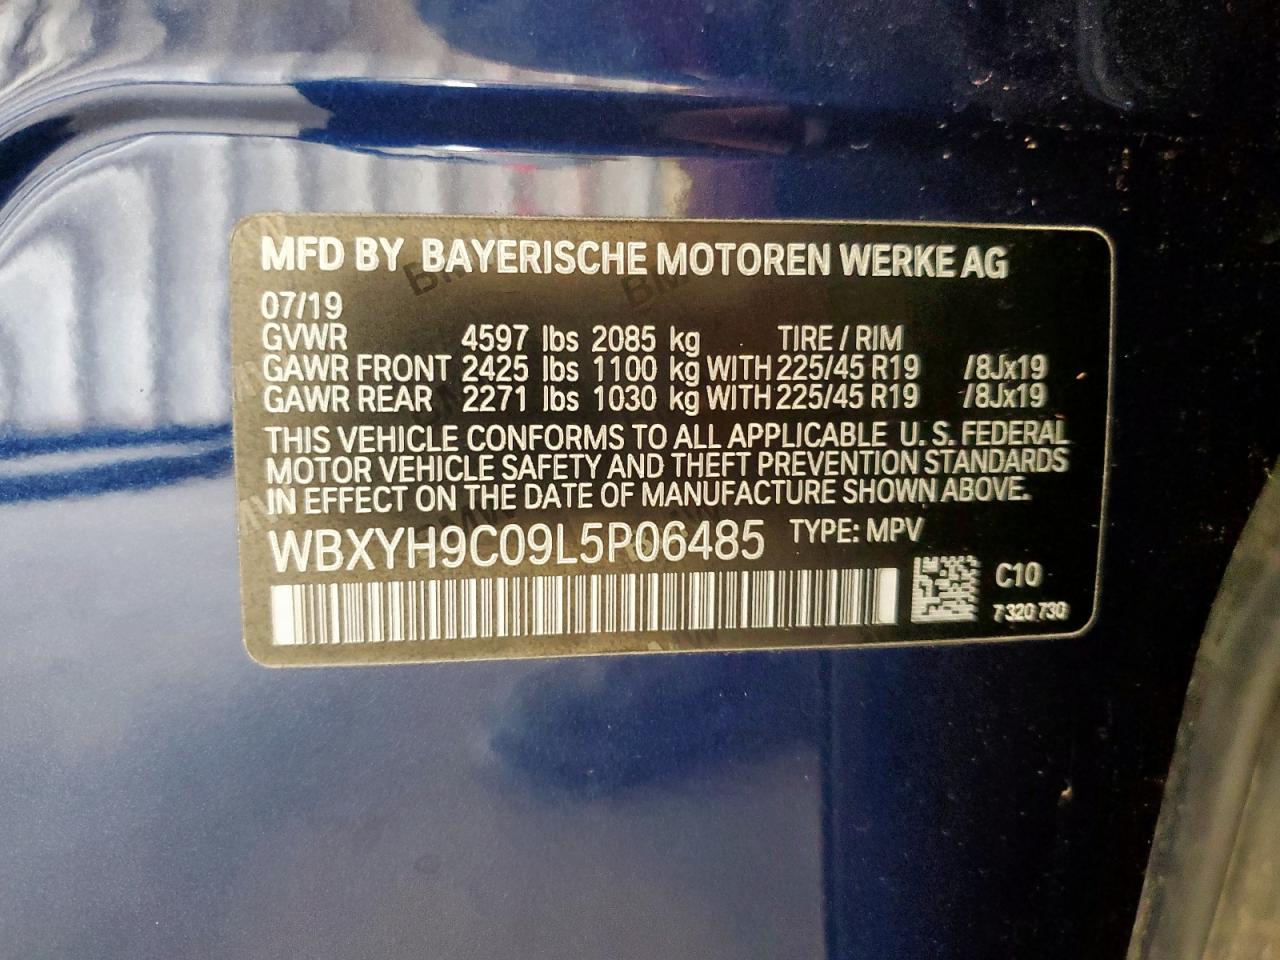 MFD BY BAYERISCHE MOTOREN WERKE AG
07/19
GVWR 4597 lbs 2085 kg TIRE / RIM
GAWR FRONT 2425 lbs 1100 kg WITH 225/45 R19 /8Jx19
GAWR REAR 2271 lbs 1030 kg WITH 225/45 R19 /8Jx19
THIS VEHICLE CONFORMS TO ALL APPLICABLE U. S. FEDERAL
MOTOR VEHICLE SAFETY AND THEFT PREVENTION STANDARDS
IN EFFECT ON THE DATE OF MANUFACTURE SHOWN ABOVE.
WBXYH9C09L5P06485 TYPE: MPV
C10
7 320 730